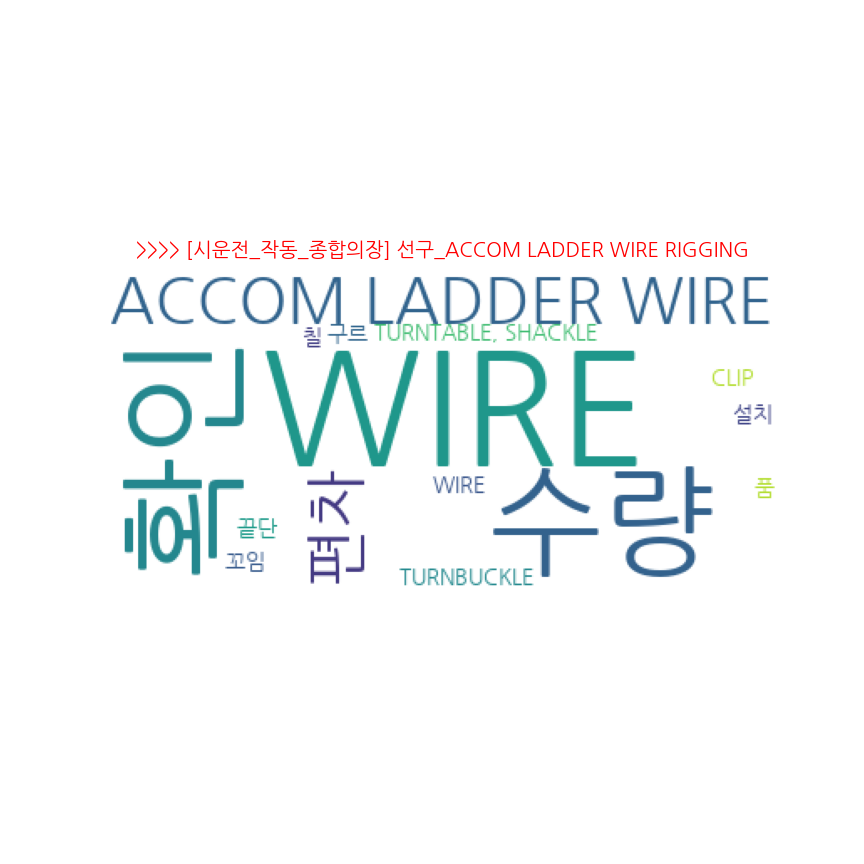 >>>> [시운전_작동_종합의장] 선구_ACCOM LADDER WIRE RIGGING
ACCOM LADDER WIRE
칠 구르 TURNTABLE, SHACKLE
WIRE
확인
CLIP
설치
수량
편차
WIRE
품
끝단
꼬임
TURNBUCKLE